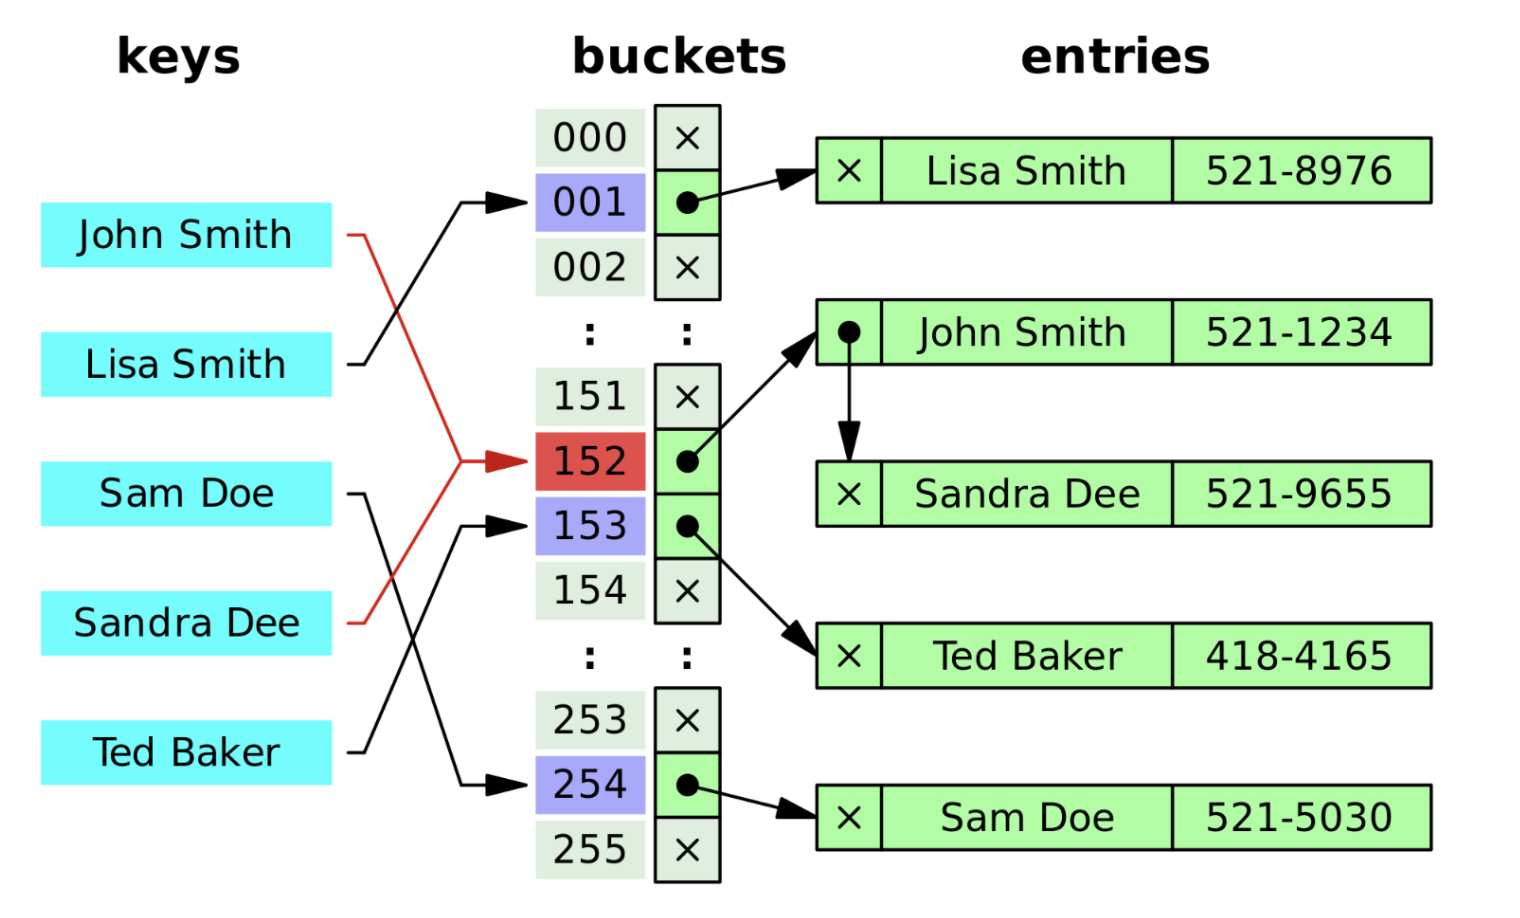 keys
buckets
entries
John Smith
Lisa Smith
Sam Doe
Sandra Dee
Ted Baker
000 ×
001
002 ×
: :
151 ×
152
153
154 ×
: :
253 ×
254
255 ×
× Lisa Smith 521-8976
John Smith 521-1234
× Sandra Dee 521-9655
× Ted Baker 418-4165
× Sam Doe 521-5030